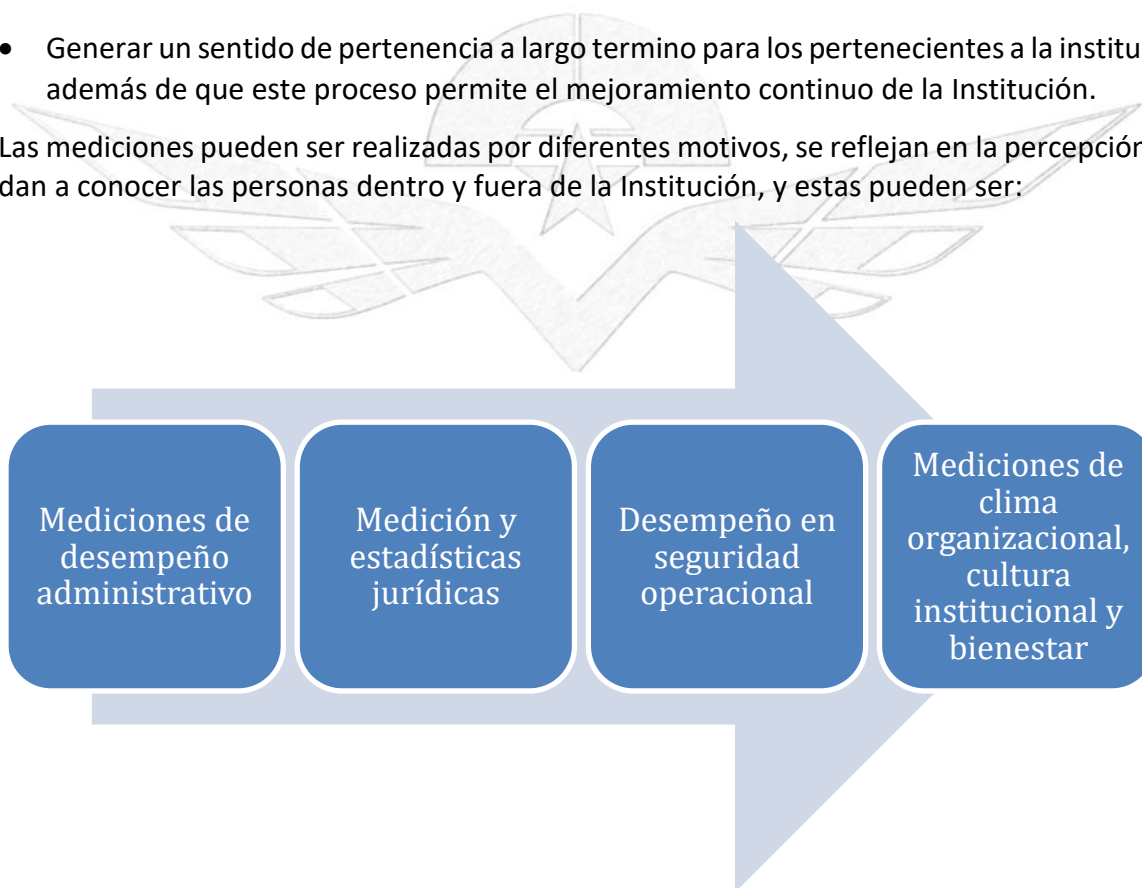 • Generar un sentido de pertenencia a largo termino para los pertenecientes a la institu
además de que este proceso permite el mejoramiento continuo de la Institución.
Las mediciones pueden ser realizadas por diferentes motivos, se reflejan en la percepción
dan a conocer las personas dentro y fuera de la Institución, y estas pueden ser:
Mediciones de
desempeño
administrativo
Medición y
estadísticas
jurídicas
Desempeño en
seguridad
operacional
Mediciones de
clima
organizacional,
cultura
institucional y
bienestar